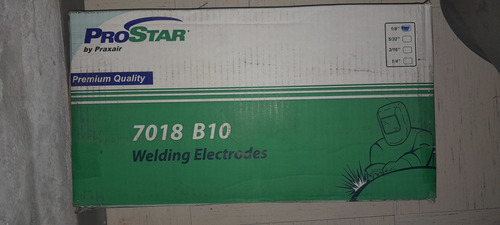 PROSTAR
by Praxair
Premium Quality
1/8"
5/32"
3/16"
1/4"
7018 B10
Welding Electrodes